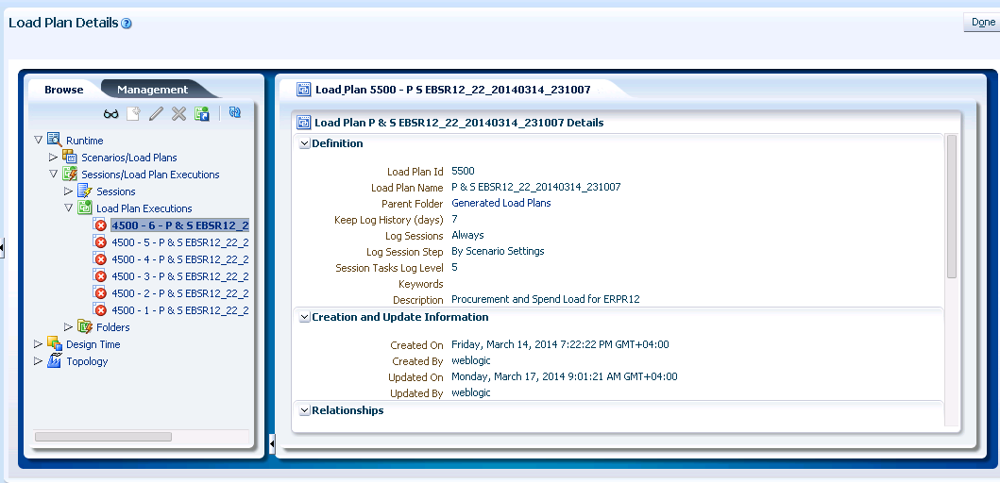 Load Plan Details
Done
Browse
Management
Runtime
Scenarios/Load Plans
Sessions/Load Plan Executions
Sessions
Load Plan Executions
4500 - 6 - P & S EBSR12_2
4500 - 5 - P & S EBSR12_22_2
4500 - 4 - P & S EBSR12_22_2
4500 - 3 - P & S EBSR12_22_2
4500 - 2 - P & S EBSR12_22_2
4500 - 1 - P & S EBSR12_22_2
Folders
Design Time
Topology
Load_Plan 5500 - P S EBSR12_22_20140314_231007
Load Plan P & S EBSR12_22_20140314_231007 Details
Definition
Load Plan Id 5500
Load Plan Name P & S EBSR12_22_20140314_231007
Parent Folder Generated Load Plans
Keep Log History (days) 7
Log Sessions Always
Log Session Step By Scenario Settings
Session Tasks Log Level 5
Keywords
Description Procurement and Spend Load for ERPR12
Creation and Update Information
Created On Friday, March 14, 2014 7:22:22 PM GMT+04:00
Created By weblogic
Updated On Monday, March 17, 2014 9:01:21 AM GMT+04:00
Updated By weblogic
Relationships